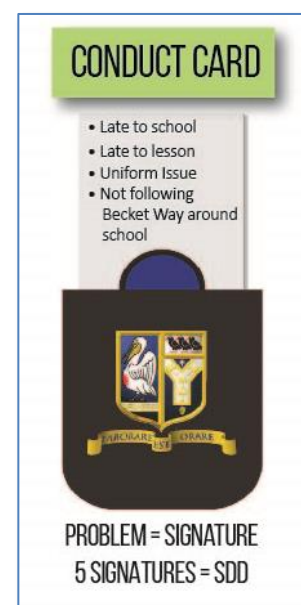 CONDUCT CARD
• Late to school
• Late to lesson
• Uniform Issue
• Not following
Becket Way around
school
LABORARE EST ORARE
PROBLEM = SIGNATURE
5 SIGNATURES = SDD